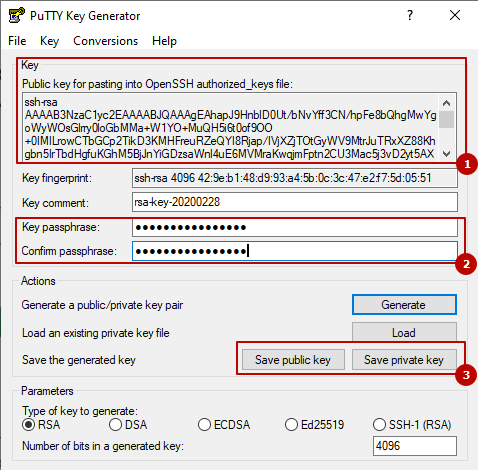 PuTTY Key Generator
File Key Conversions Help
Key
Public key for pasting into OpenSSH authorized_keys file:
ssh-rsa
AAAAB3NzaC1yc2EAAAABJQAAAgEAhapJ9HnbID0Ut/bNvYff3CN/hpFe8bQhgMwYg
oWyWOsGlrry0loGbMMa+W1YO+MuQH5i6t0of9OO
+0IMILrowCTbGCp2TikD3KMHFreuRZeQYI8Rjap/IVjXZjTOtGyWV9MtrJuTRxXZ88Kh
gbn5IrTbdHgfuKGhM5BjJnYiGDzsaWnl4uE6MVMraKwqjmFptn2CU3Mac5j3vD2yt5AX
1
Key fingerprint: ssh-rsa 4096 42:9e:b1:48:d9:93:a4:5b:0c:3c:47:e2:f7:5d:05:51
Key comment: rsa-key-20200228
Key passphrase: ●●●●●●●●●●●●●●●●
Confirm passphrase: ●●●●●●●●●●●●●●●●
2
Actions
Generate a public/private key pair Generate
Load an existing private key file Load
Save the generated key Save public key Save private key
3
Parameters
Type of key to generate:
RSA DSA ECDSA Ed25519 SSH-1 (RSA)
Number of bits in a generated key: 4096